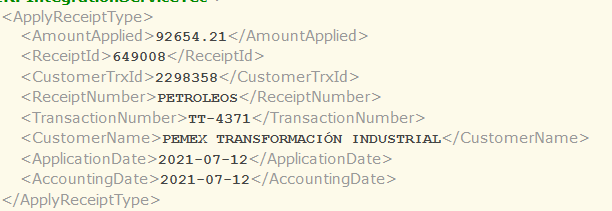 <ApplyReceiptType>
<AmountApplied>92654.21</AmountApplied>
<ReceiptId>649008</ReceiptId>
<CustomerTrxId>2298358</CustomerTrxId>
<ReceiptNumber>PETROLEOS</ReceiptNumber>
<TransactionNumber>TT-4371</TransactionNumber>
<CustomerName>PEMEX TRANSFORMACIÓN INDUSTRIAL</CustomerName>
<ApplicationDate>2021-07-12</ApplicationDate>
<AccountingDate>2021-07-12</AccountingDate>
</ApplyReceiptType>